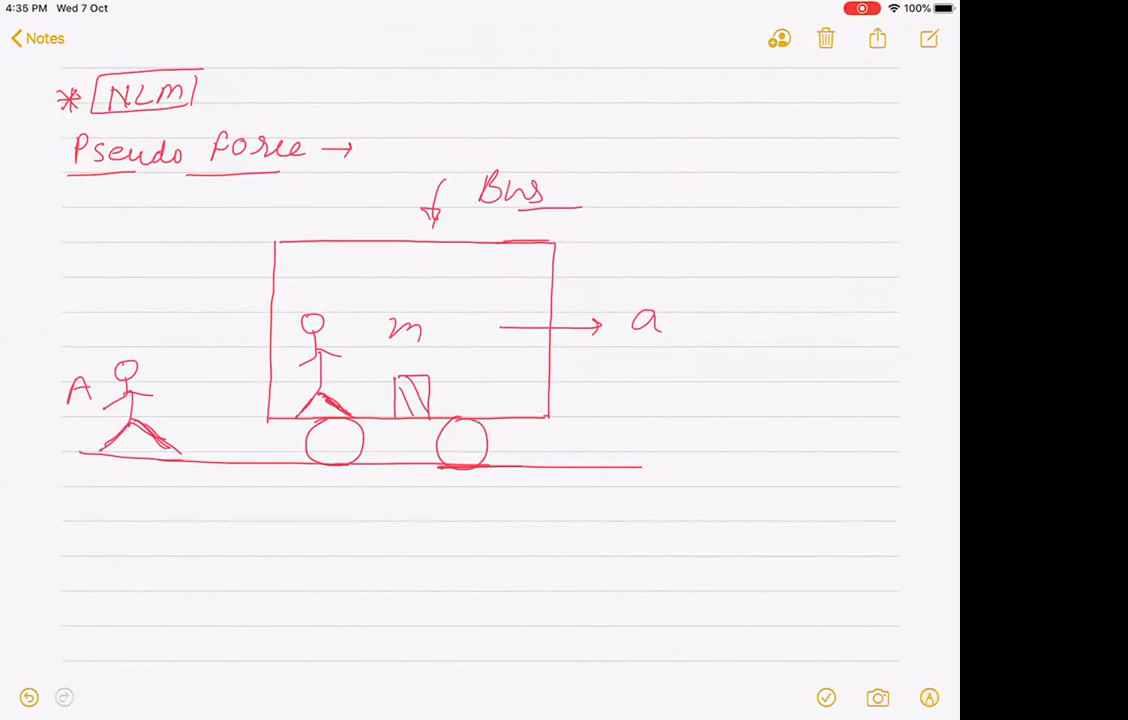 4:35 PM Wed 7 Oct 100%
Notes
* NLM
Pseudo force →
Bus
m
a
A